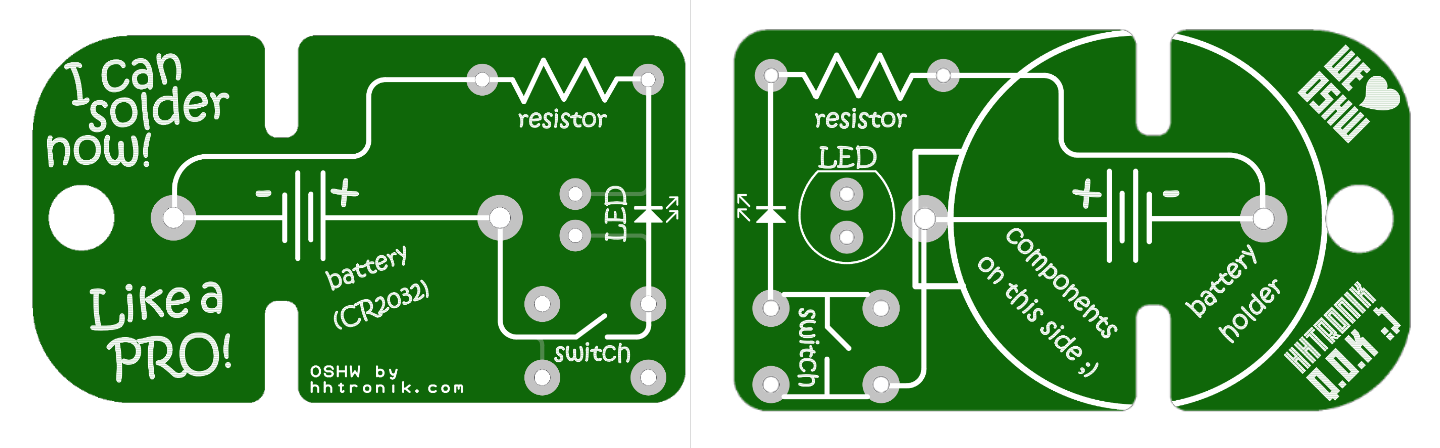 I can
solder
now!
resistor
-
+
LED
battery
(CR2032)
Like a
PRO!
switch
OSHW by
hhtronik.com
resistor
LED
+
-
components
on this side ;)
battery
holder
switch
WE ♥
OSHW
HHTRONIK
Q.Q.K :)